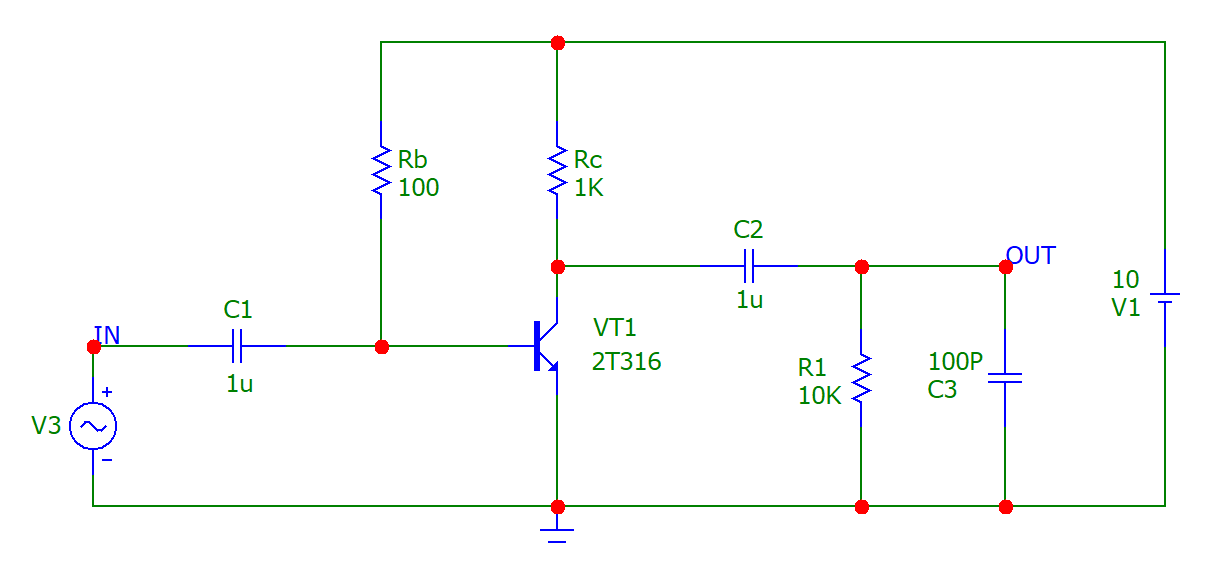 Rb
100
Rc
1K
C2
1u
OUT
10
V1
C1
1u
IN
VT1
2T316
V3
+
−
R1
10K
100P
C3